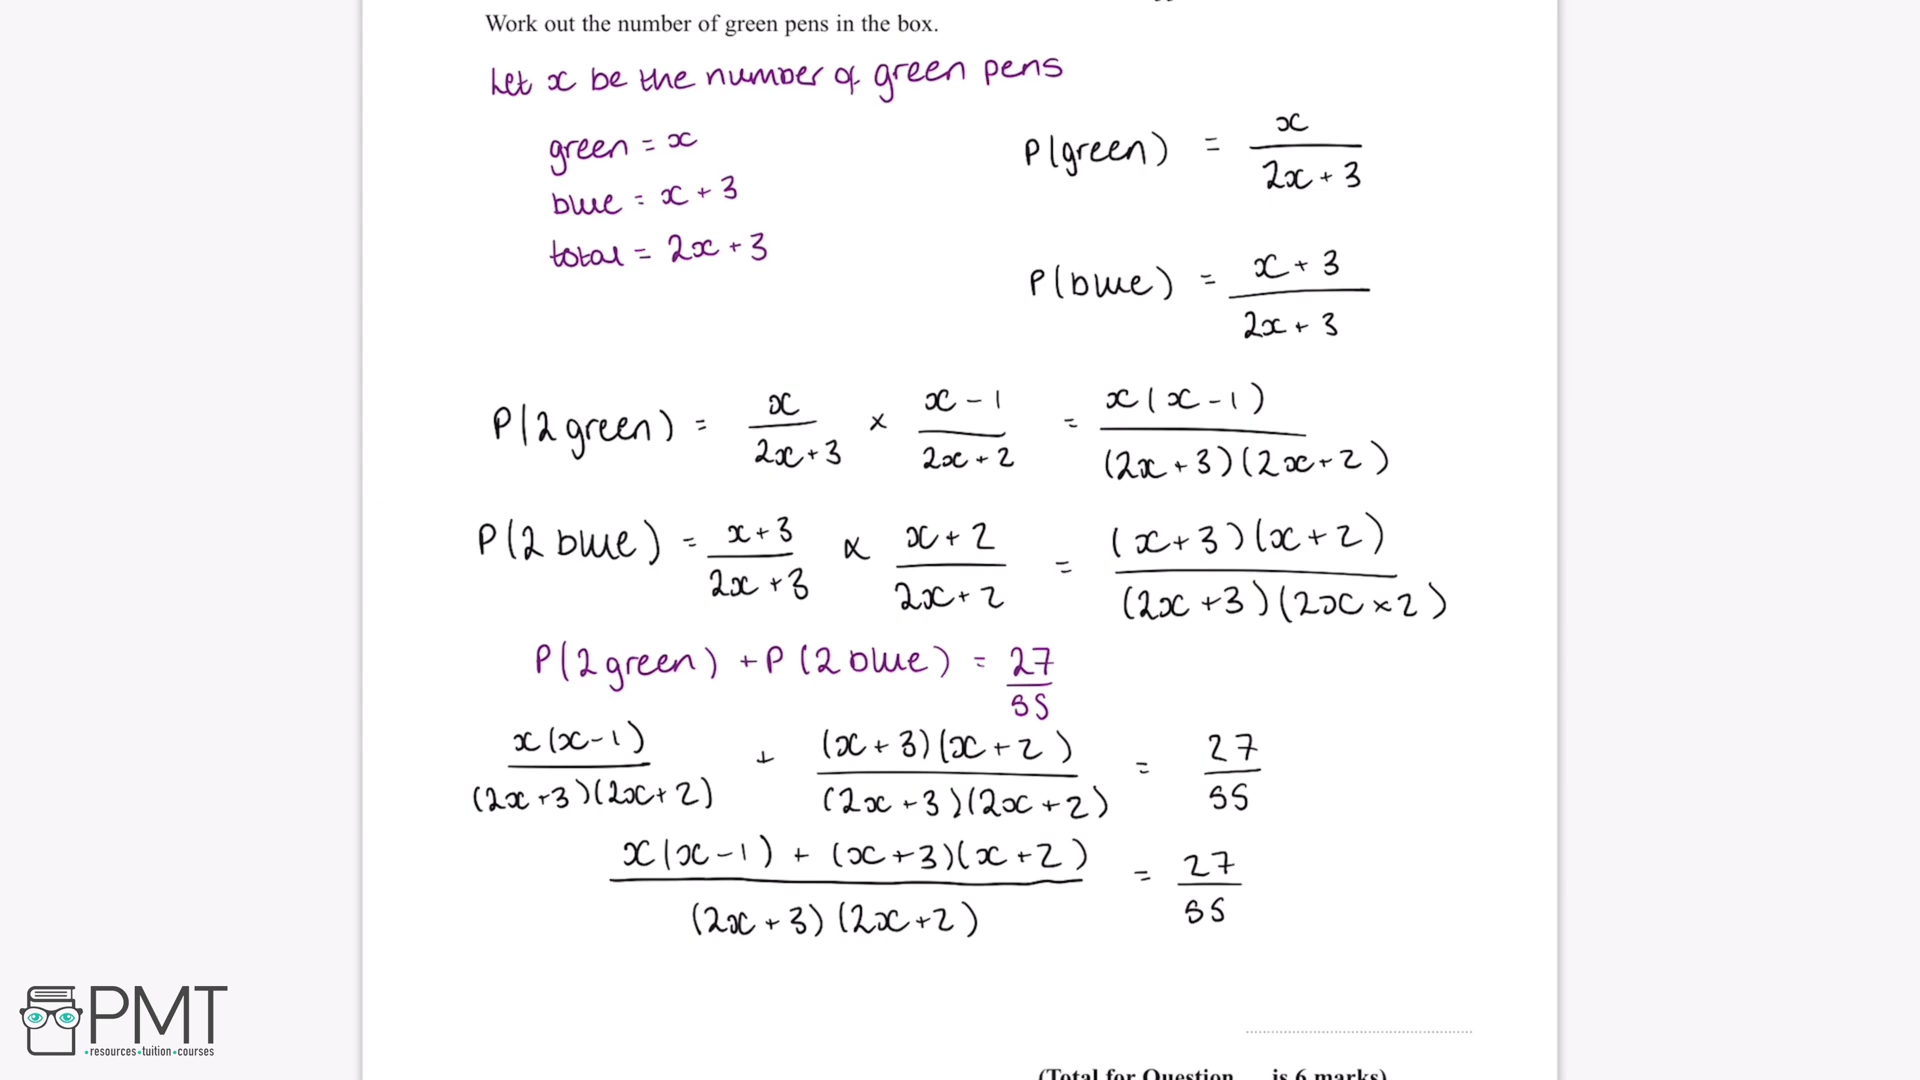 Work out the number of green pens in the box.
Let x be the number of green pens
green = x
blue = x + 3
total = 2x + 3
P(green) = x / 2x + 3
P(blue) = x + 3 / 2x + 3
P(2 green) = x / 2x + 3 × x - 1 / 2x + 2 = x(x - 1) / (2x + 3)(2x + 2)
P(2 blue) = x + 3 / 2x + 3 × x + 2 / 2x + 2 = (x + 3)(x + 2) / (2x + 3)(2x × 2)
P(2 green) + P(2 blue) = 27 / 55
x(x - 1) / (2x + 3)(2x + 2) + (x + 3)(x + 2) / (2x + 3)(2x + 2) = 27 / 55
x(x - 1) + (x + 3)(x + 2) / (2x + 3)(2x + 2) = 27 / 55
PMT
resources•tuition•courses
(Total for Question is 6 marks)